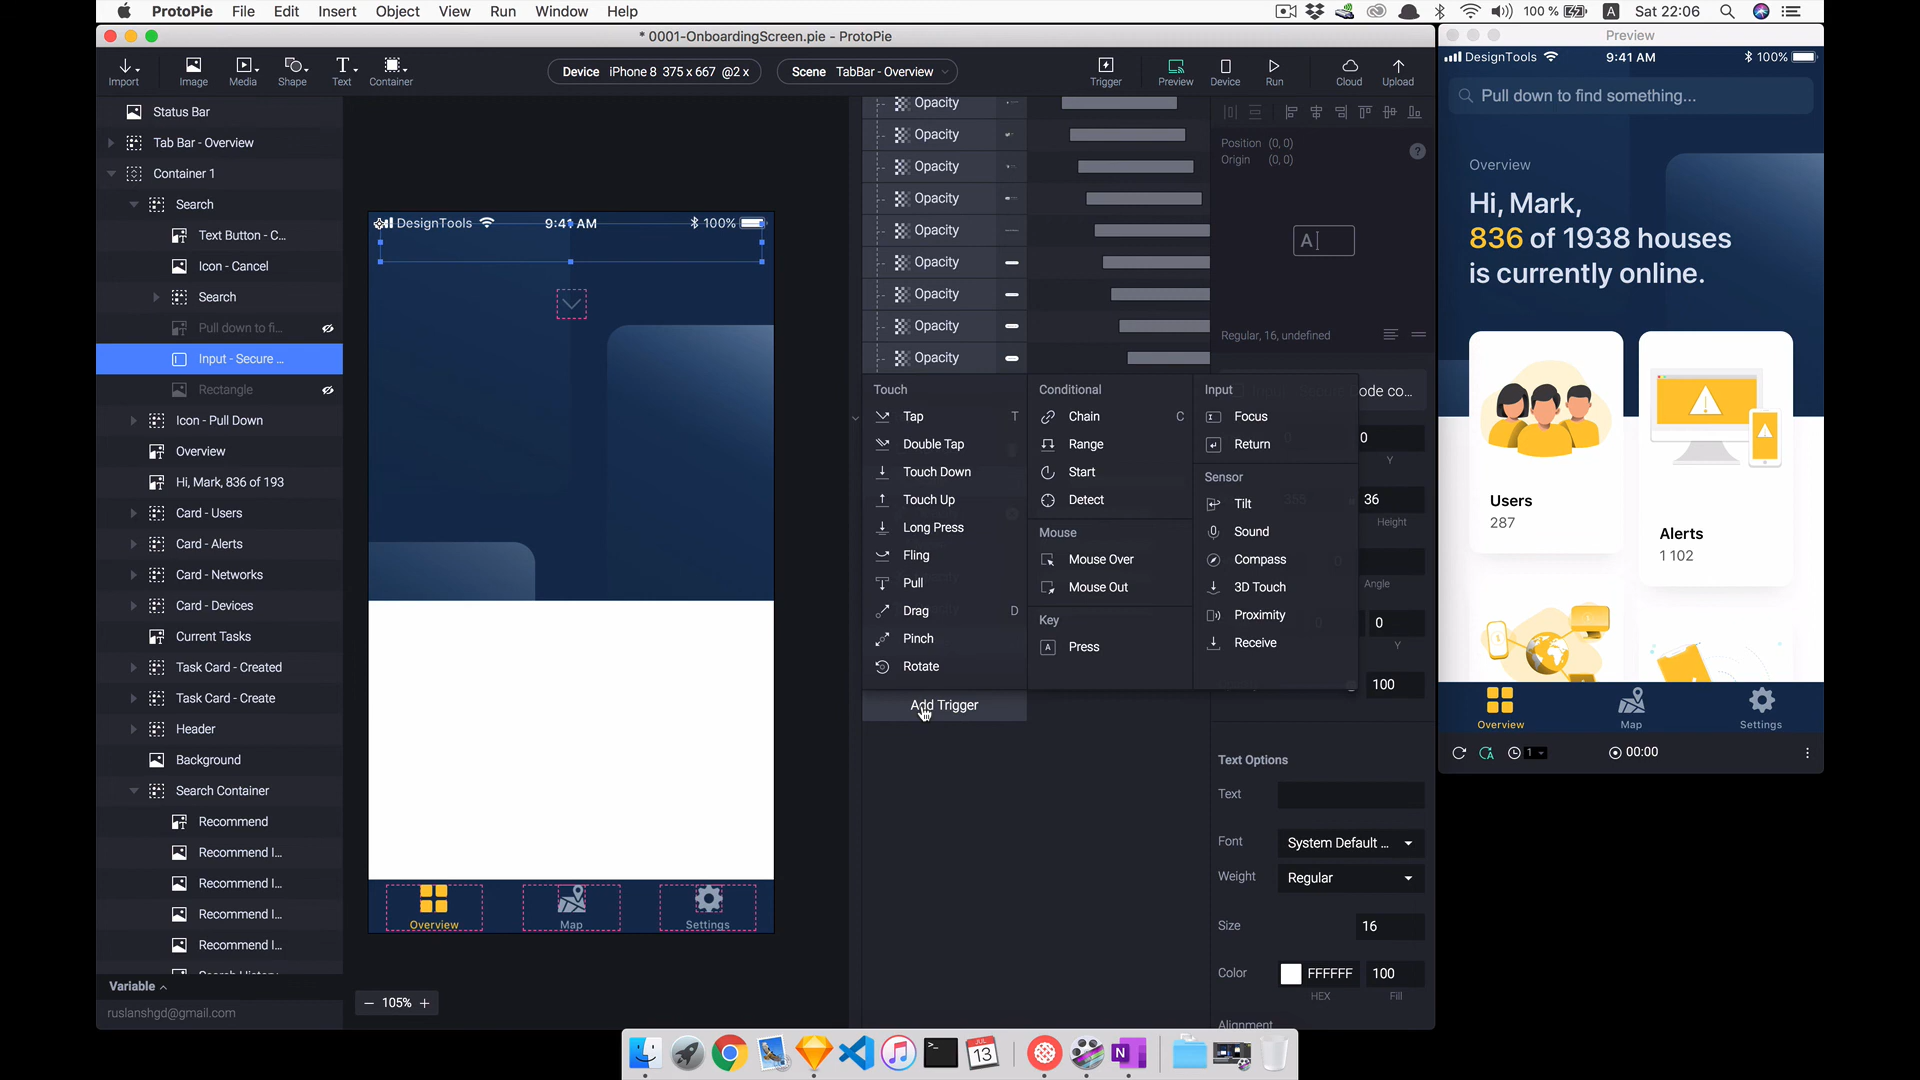 ProtoPie File Edit Insert Object View Run Window Help
100 % A Sat 22:06
* 0001-OnboardingScreen.pie - ProtoPie
Import Image Media Shape Text Container
Device iPhone 8 375 x 667 @2 x
Scene TabBar - Overview
Trigger Preview Device Run Cloud Upload
Status Bar
Tab Bar - Overview
Container 1
Search
Text Button - C...
Icon - Cancel
Search
Pull down to fi...
Input - Secure ...
Rectangle
Icon - Pull Down
Overview
Hi, Mark, 836 of 193
Card - Users
Card - Alerts
Card - Networks
Card - Devices
Current Tasks
Task Card - Created
Task Card - Create
Header
Background
Search Container
Recommend
Recommend I...
Recommend I...
Recommend I...
Recommend I...
Search History
Variable
ruslanshgd@gmail.com
DesignTools 9:41 AM 100%
Overview Map Settings
105%
Opacity
Opacity
Opacity
Opacity
Opacity
Opacity
Opacity
Opacity
Opacity
Touch
Tap T
Double Tap
Touch Down
Touch Up
Long Press
Fling
Pull
Drag D
Pinch
Rotate
Conditional
Chain C
Range
Start
Detect
Mouse
Mouse Over
Mouse Out
Key
A Press
Input
Focus
Return
Sensor
Tilt
Sound
Compass
3D Touch
Proximity
Receive
Add Trigger
Position (0, 0)
Origin (0, 0)
?
A
Regular, 16, undefined
ode co...
0
Y
36
Height
Angle
0
Y
100
Text Options
Text
Font System Default ...
Weight Regular
Size 16
Color FFFFFF 100
HEX Fill
Alignment
Preview
DesignTools 9:41 AM 100%
Pull down to find something...
Overview
Hi, Mark,
836 of 1938 houses
is currently online.
Users
287
Alerts
1 102
Overview Map Settings
A 1 00:00
JUL
13
N